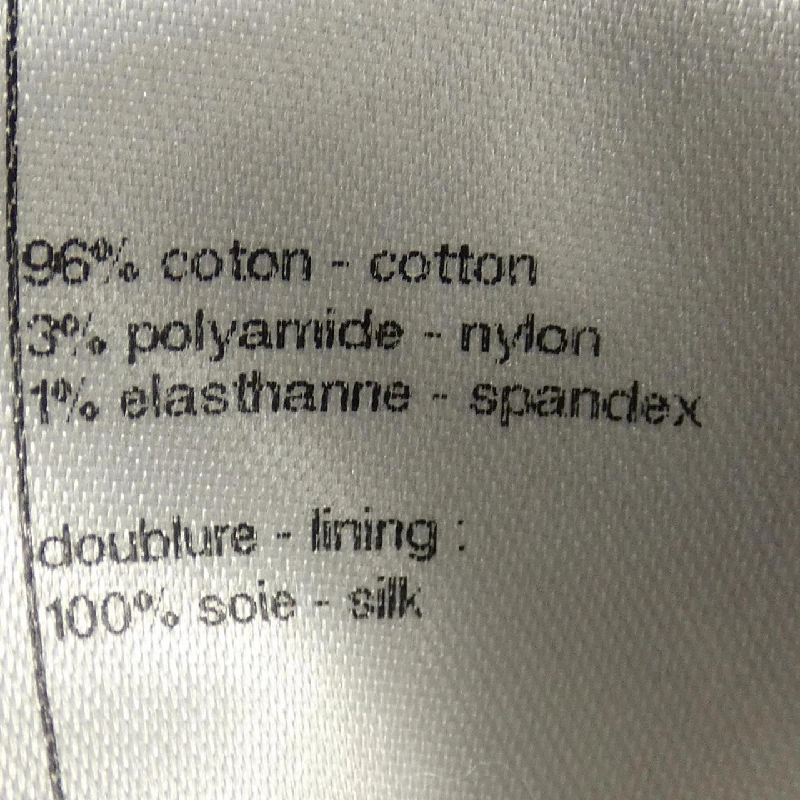 96% coton - cotton
3% polyamide - nylon
1% elasthanne - spandex
doublure - lining :
100% soie - silk